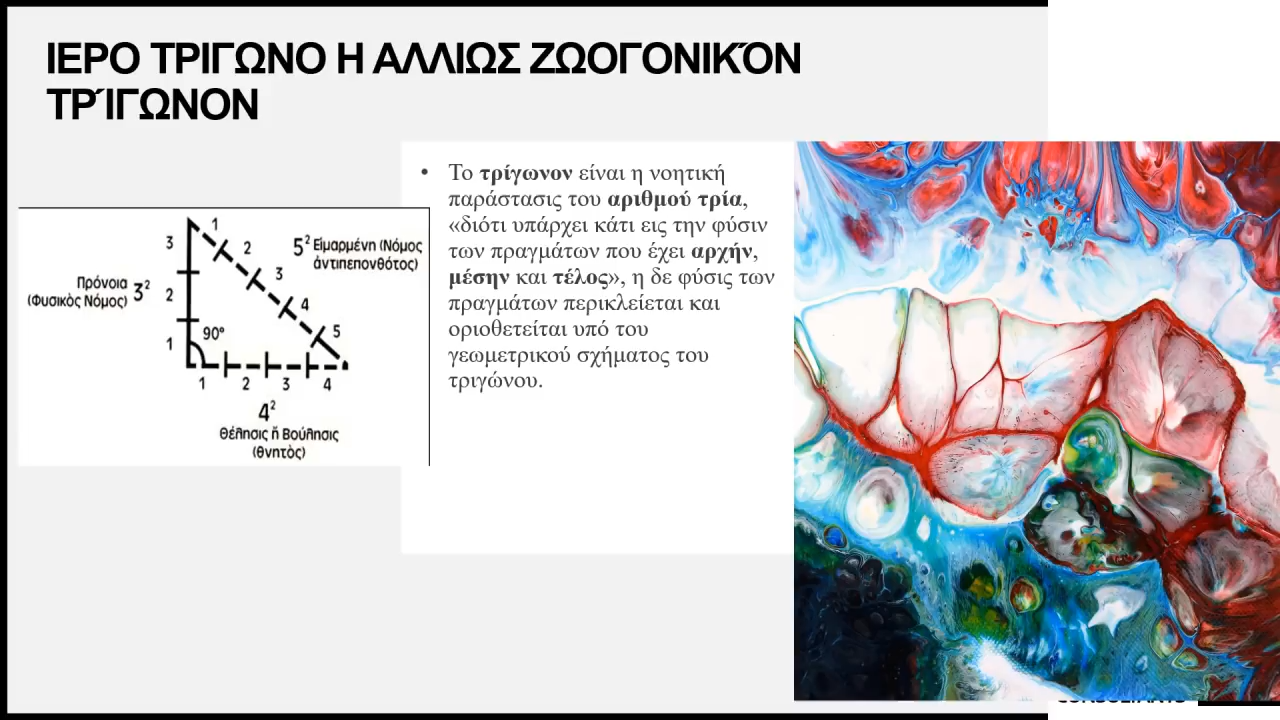 ΙΕΡΟ ΤΡΙΓΩΝΟ Η ΑΛΛΙΩΣ ΖΩΟΓΟΝΙΚΌΝ
ΤΡΊΓΩΝΟΝ
• Το τρίγωνον είναι η νοητική
παράστασις του αριθμού τρία,
«διότι υπάρχει κάτι εις την φύσιν
των πραγμάτων που έχει αρχήν,
μέσην και τέλος», η δε φύσις των
πραγμάτων περικλείεται και
οριοθετείται υπό του
γεωμετρικού σχήματος του
τριγώνου.
3
2
1
1
2
3
4
5
5² Εἱμαρμένη (Νόμος
ἀντιπεπονθότος)
Πρόνοια
(Φυσικὸς Νόμος) 3²
90°
1 2 3 4
4²
Θέλησις ἤ Βούλησις
(θνητὸς)